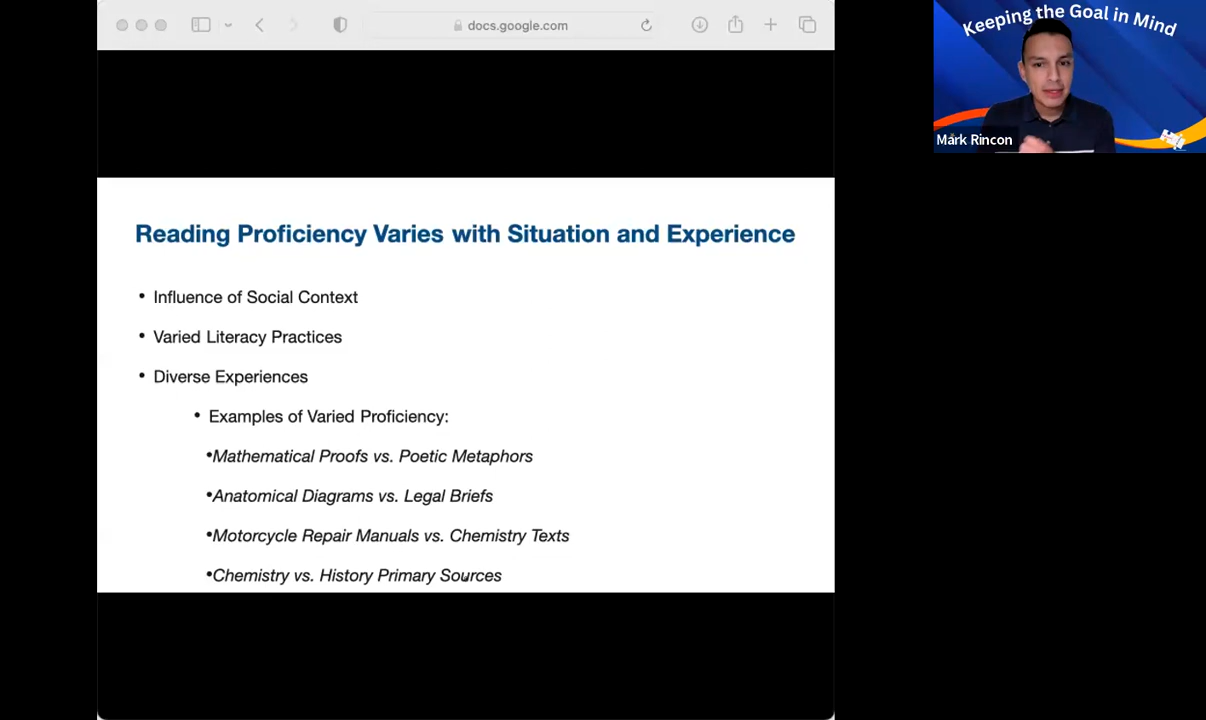 docs.google.com
Keeping the Goal in Mind
Mark Rincon
Reading Proficiency Varies with Situation and Experience
• Influence of Social Context
• Varied Literacy Practices
• Diverse Experiences
• Examples of Varied Proficiency:
•Mathematical Proofs vs. Poetic Metaphors
•Anatomical Diagrams vs. Legal Briefs
•Motorcycle Repair Manuals vs. Chemistry Texts
•Chemistry vs. History Primary Sources